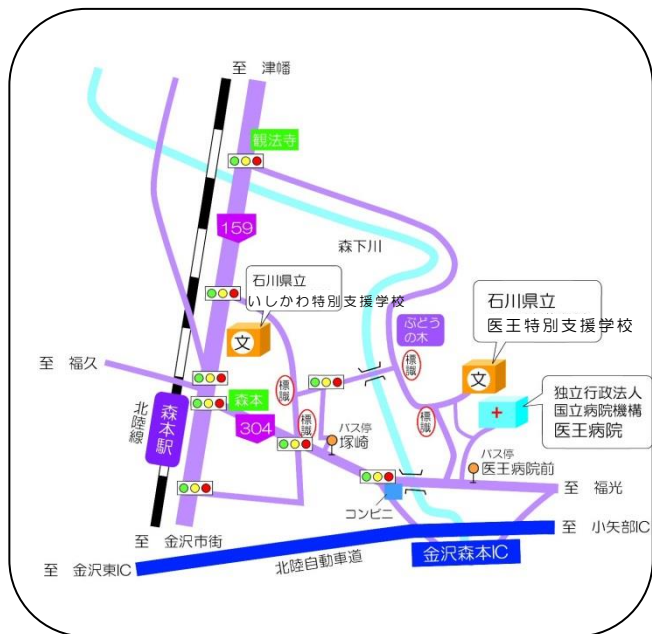 至 津幡
観法寺
159
森下川
石川県立
いしかわ特別支援学校
文
石川県立
医王特別支援学校
文
ぶどう
の木
至 福久
標識
標識
標識
標識
独立行政法人
国立病院機構
医王病院
森本
304
森本駅
北陸線
バス停
塚崎
バス停
医王病院前
コンビニ
至 福光
至 小矢部IC
金沢森本IC
北陸自動車道
至 金沢市街
至 金沢東IC